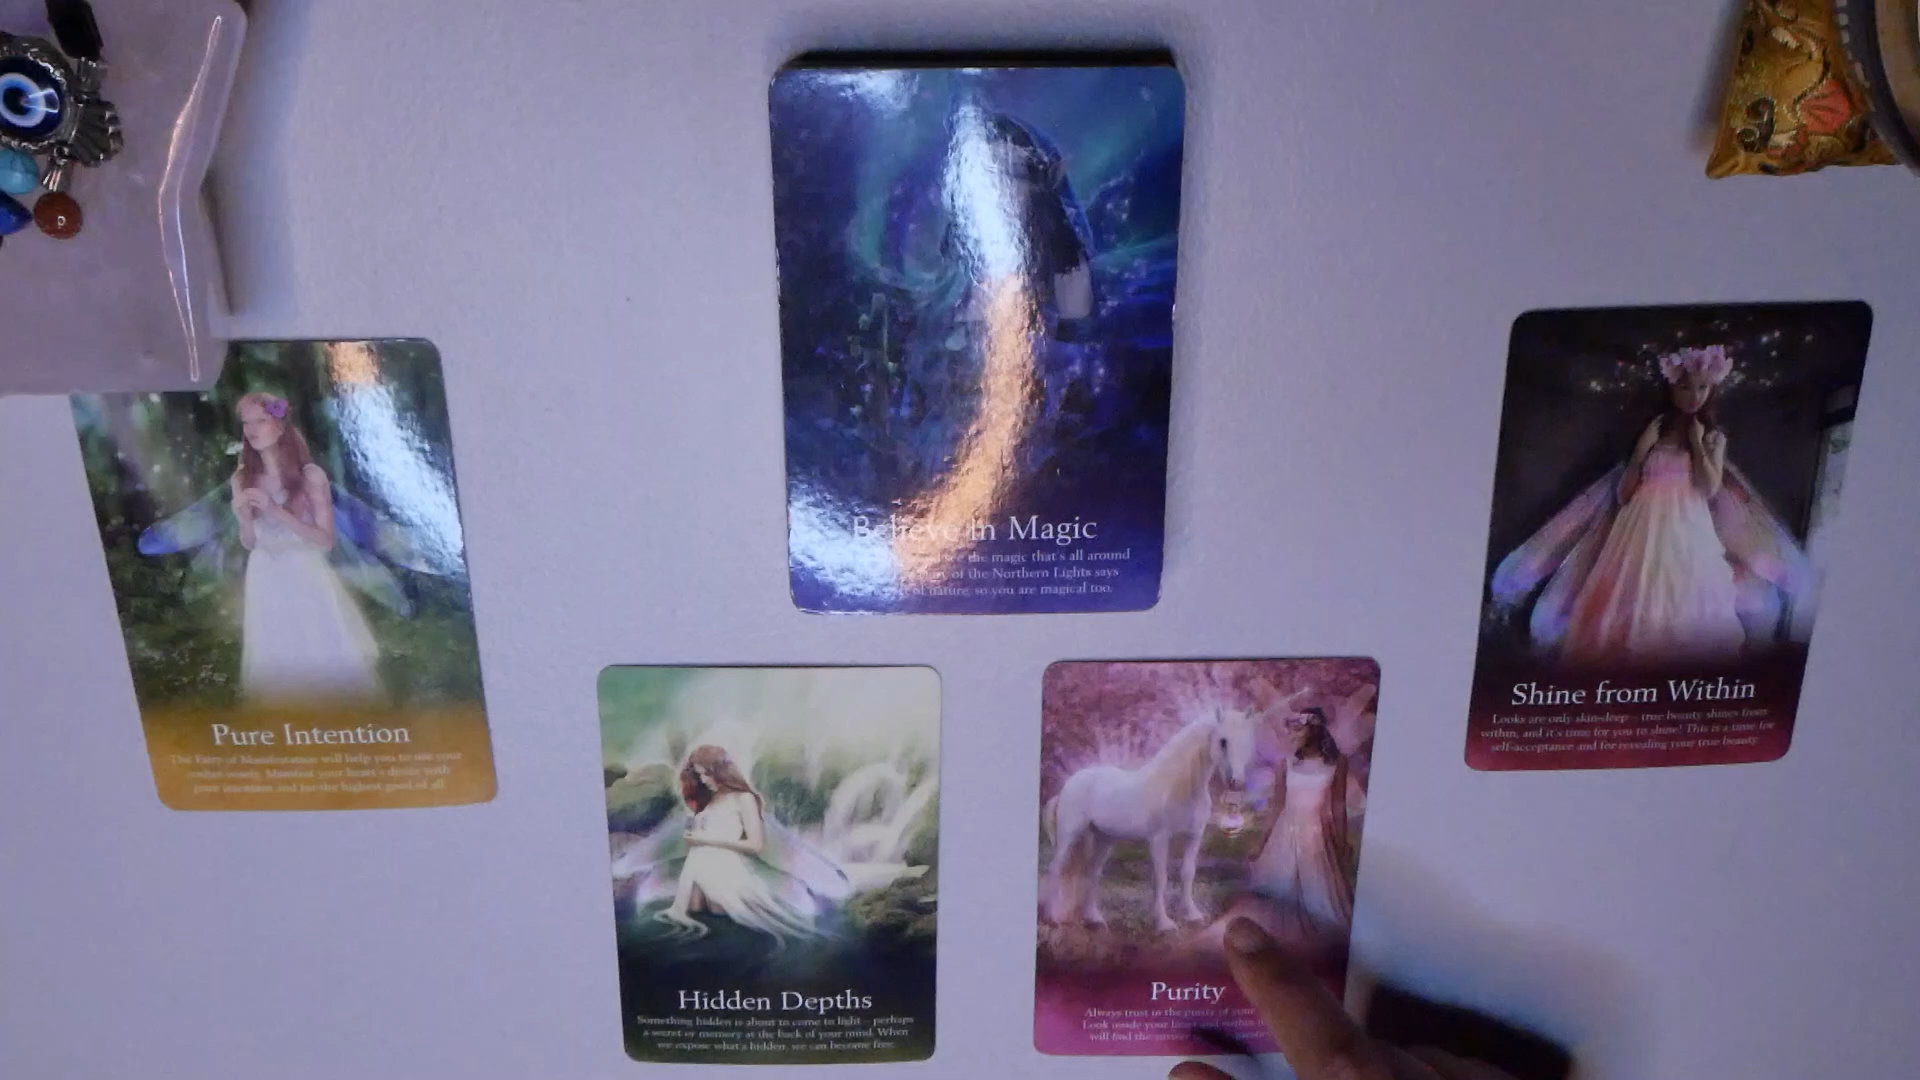 Believe in Magic
see the magic that's all around
of the Northern Lights says
of nature, so you are magical too.
Shine from Within
Looks are only skin-deep – true beauty shines from
within, and it's time for you to shine! This is a time for
self-acceptance and for revealing your true beauty.
Pure Intention
The Fairy of Manifestation will help you to use your
wisely. Manifest your heart's desire with
pure intention and for the highest good of all.
Hidden Depths
Something hidden is about to come to light – perhaps
a secret or memory at the back of your mind. When
we expose what's hidden, we can become free.
Purity
Always trust in the purity of your
Look inside your heart and within
will find the answer